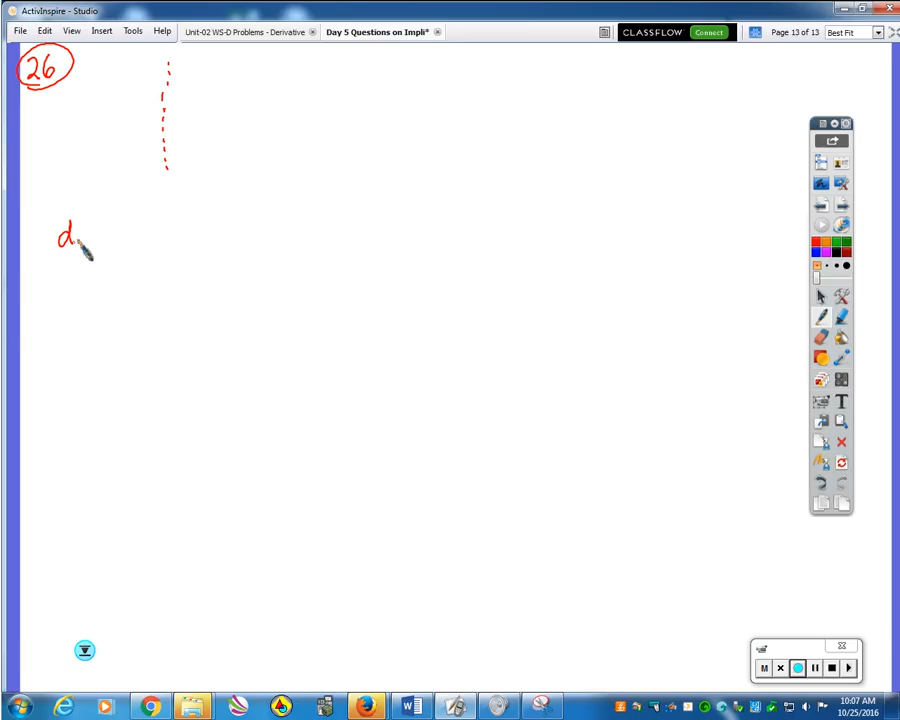 ActivInspire - Studio
File Edit View Insert Tools Help Unit-02 WS-D Problems - Derivative Day 5 Questions on Impli* CLASSFLOW Connect Page 13 of 13 Best Fit
26
d
T
M
W
10:07 AM
10/25/2016